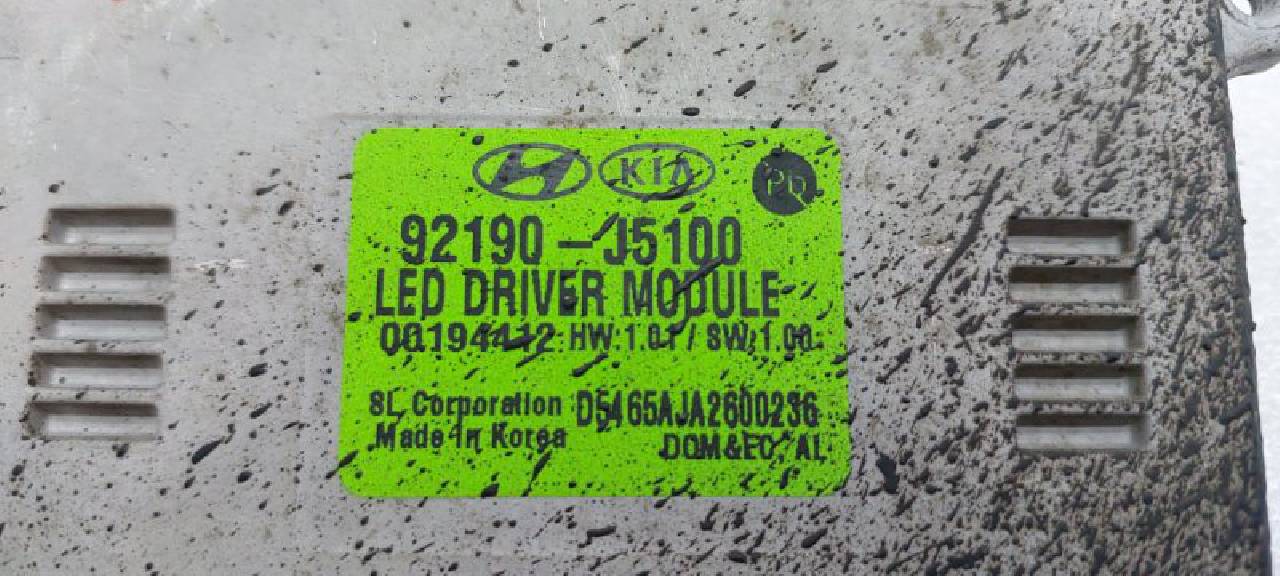 KIA Pb
92190-J5100
LED DRIVER MODULE
00194412 HW:1.01 / SW:1.00
SL Corporation D5465AJA2600236
Made In Korea DOM&EC, AL